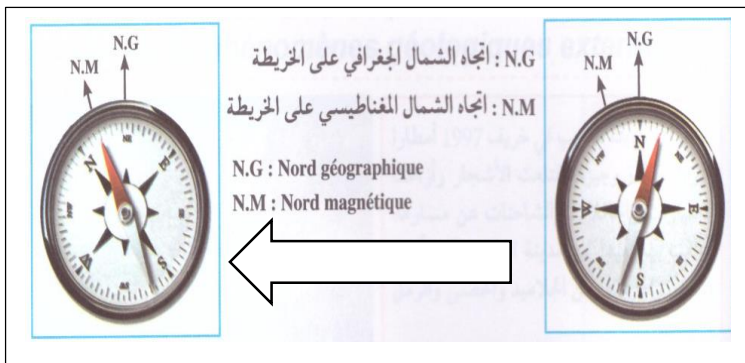 N.G
N.M
N.G : اتجاه الشمال الجغرافي على الخريطة
N.M : اتجاه الشمال المغناطيسي على الخريطة
N.G : Nord géographique
N.M : Nord magnétique
N.G
N.M
N
E
S
W
N
E
S
W